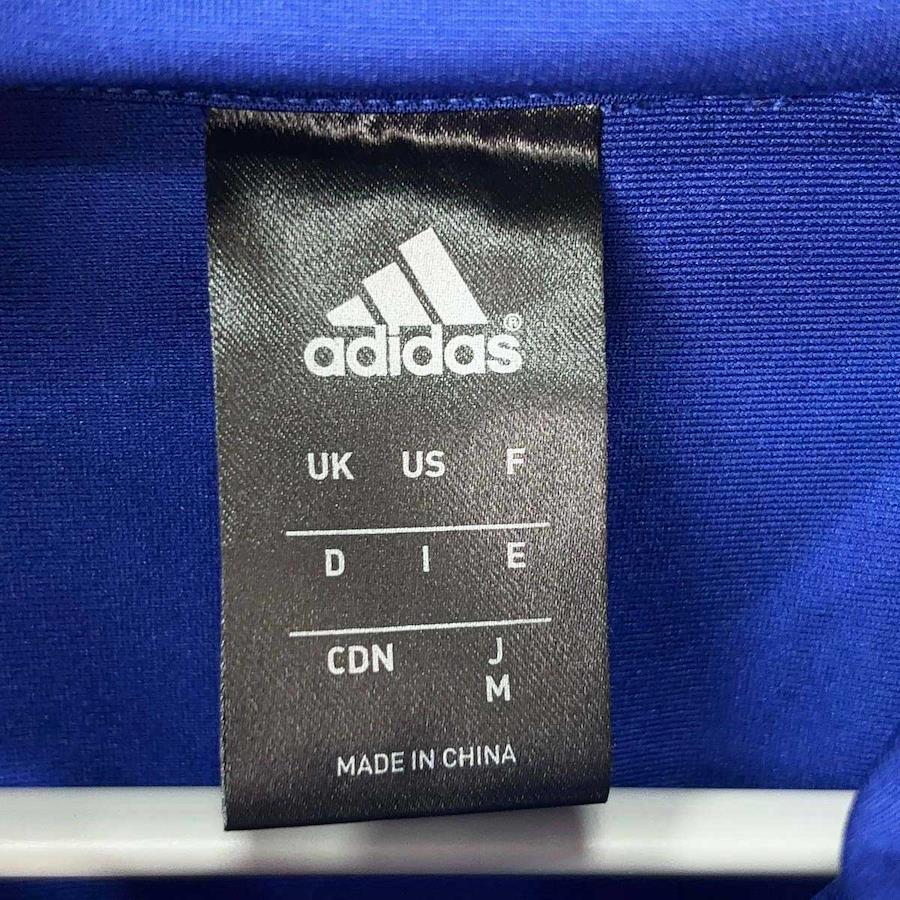 adidas®
UK US F
D I E
CDN J
M
MADE IN CHINA